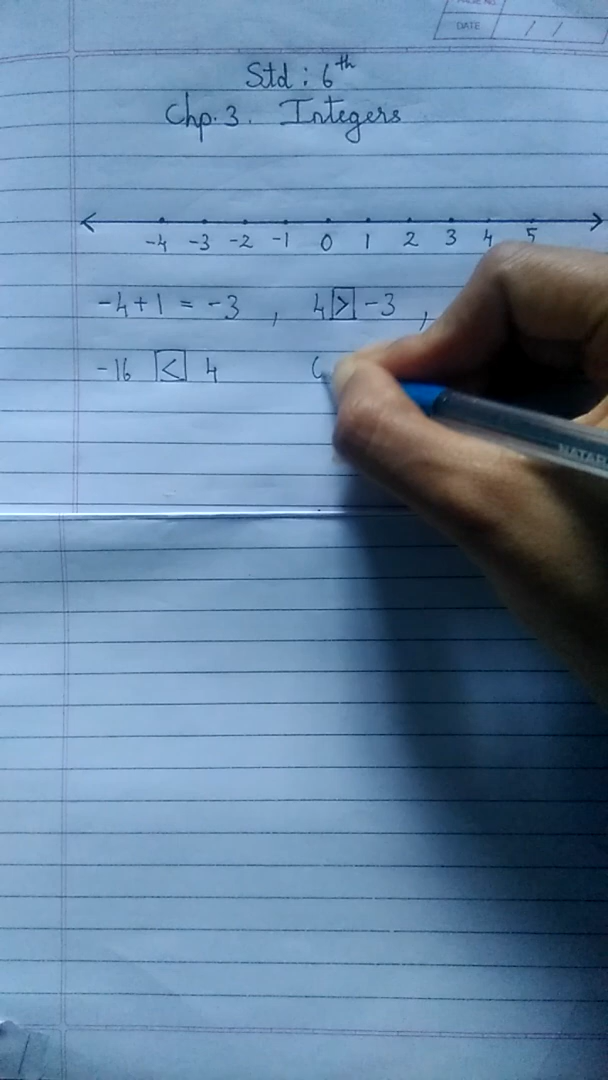 DATE / /
Std : 6th
Chp. 3. Integers
-4 -3 -2 -1 0 1 2 3 4 5
-4 + 1 = -3 , 4 > -3 ,
-16 < 4 (